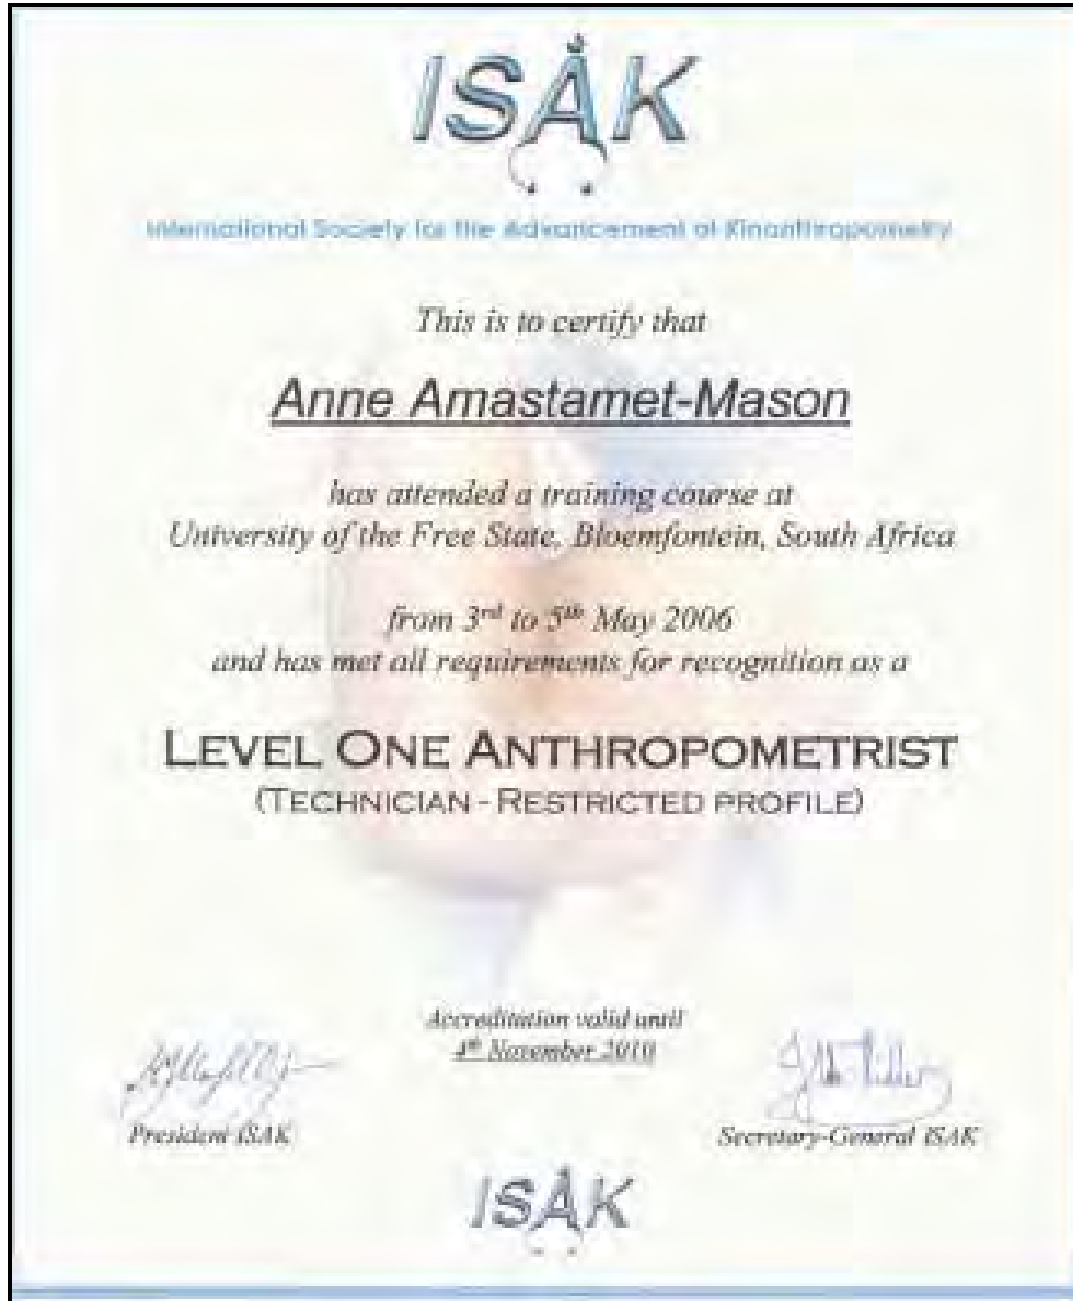 ISAK
International Society for the Advancement of Kinanthropometry
This is to certify that
Anne Amastamet-Mason
has attended a training course at
University of the Free State, Bloemfontein, South Africa
from 3rd to 5th May 2006
and has met all requirements for recognition as a
LEVEL ONE ANTHROPOMETRIST
(TECHNICIAN - RESTRICTED PROFILE)
Accreditation valid until
4th November 2010
President ISAK
Secretary-General ISAK
ISAK